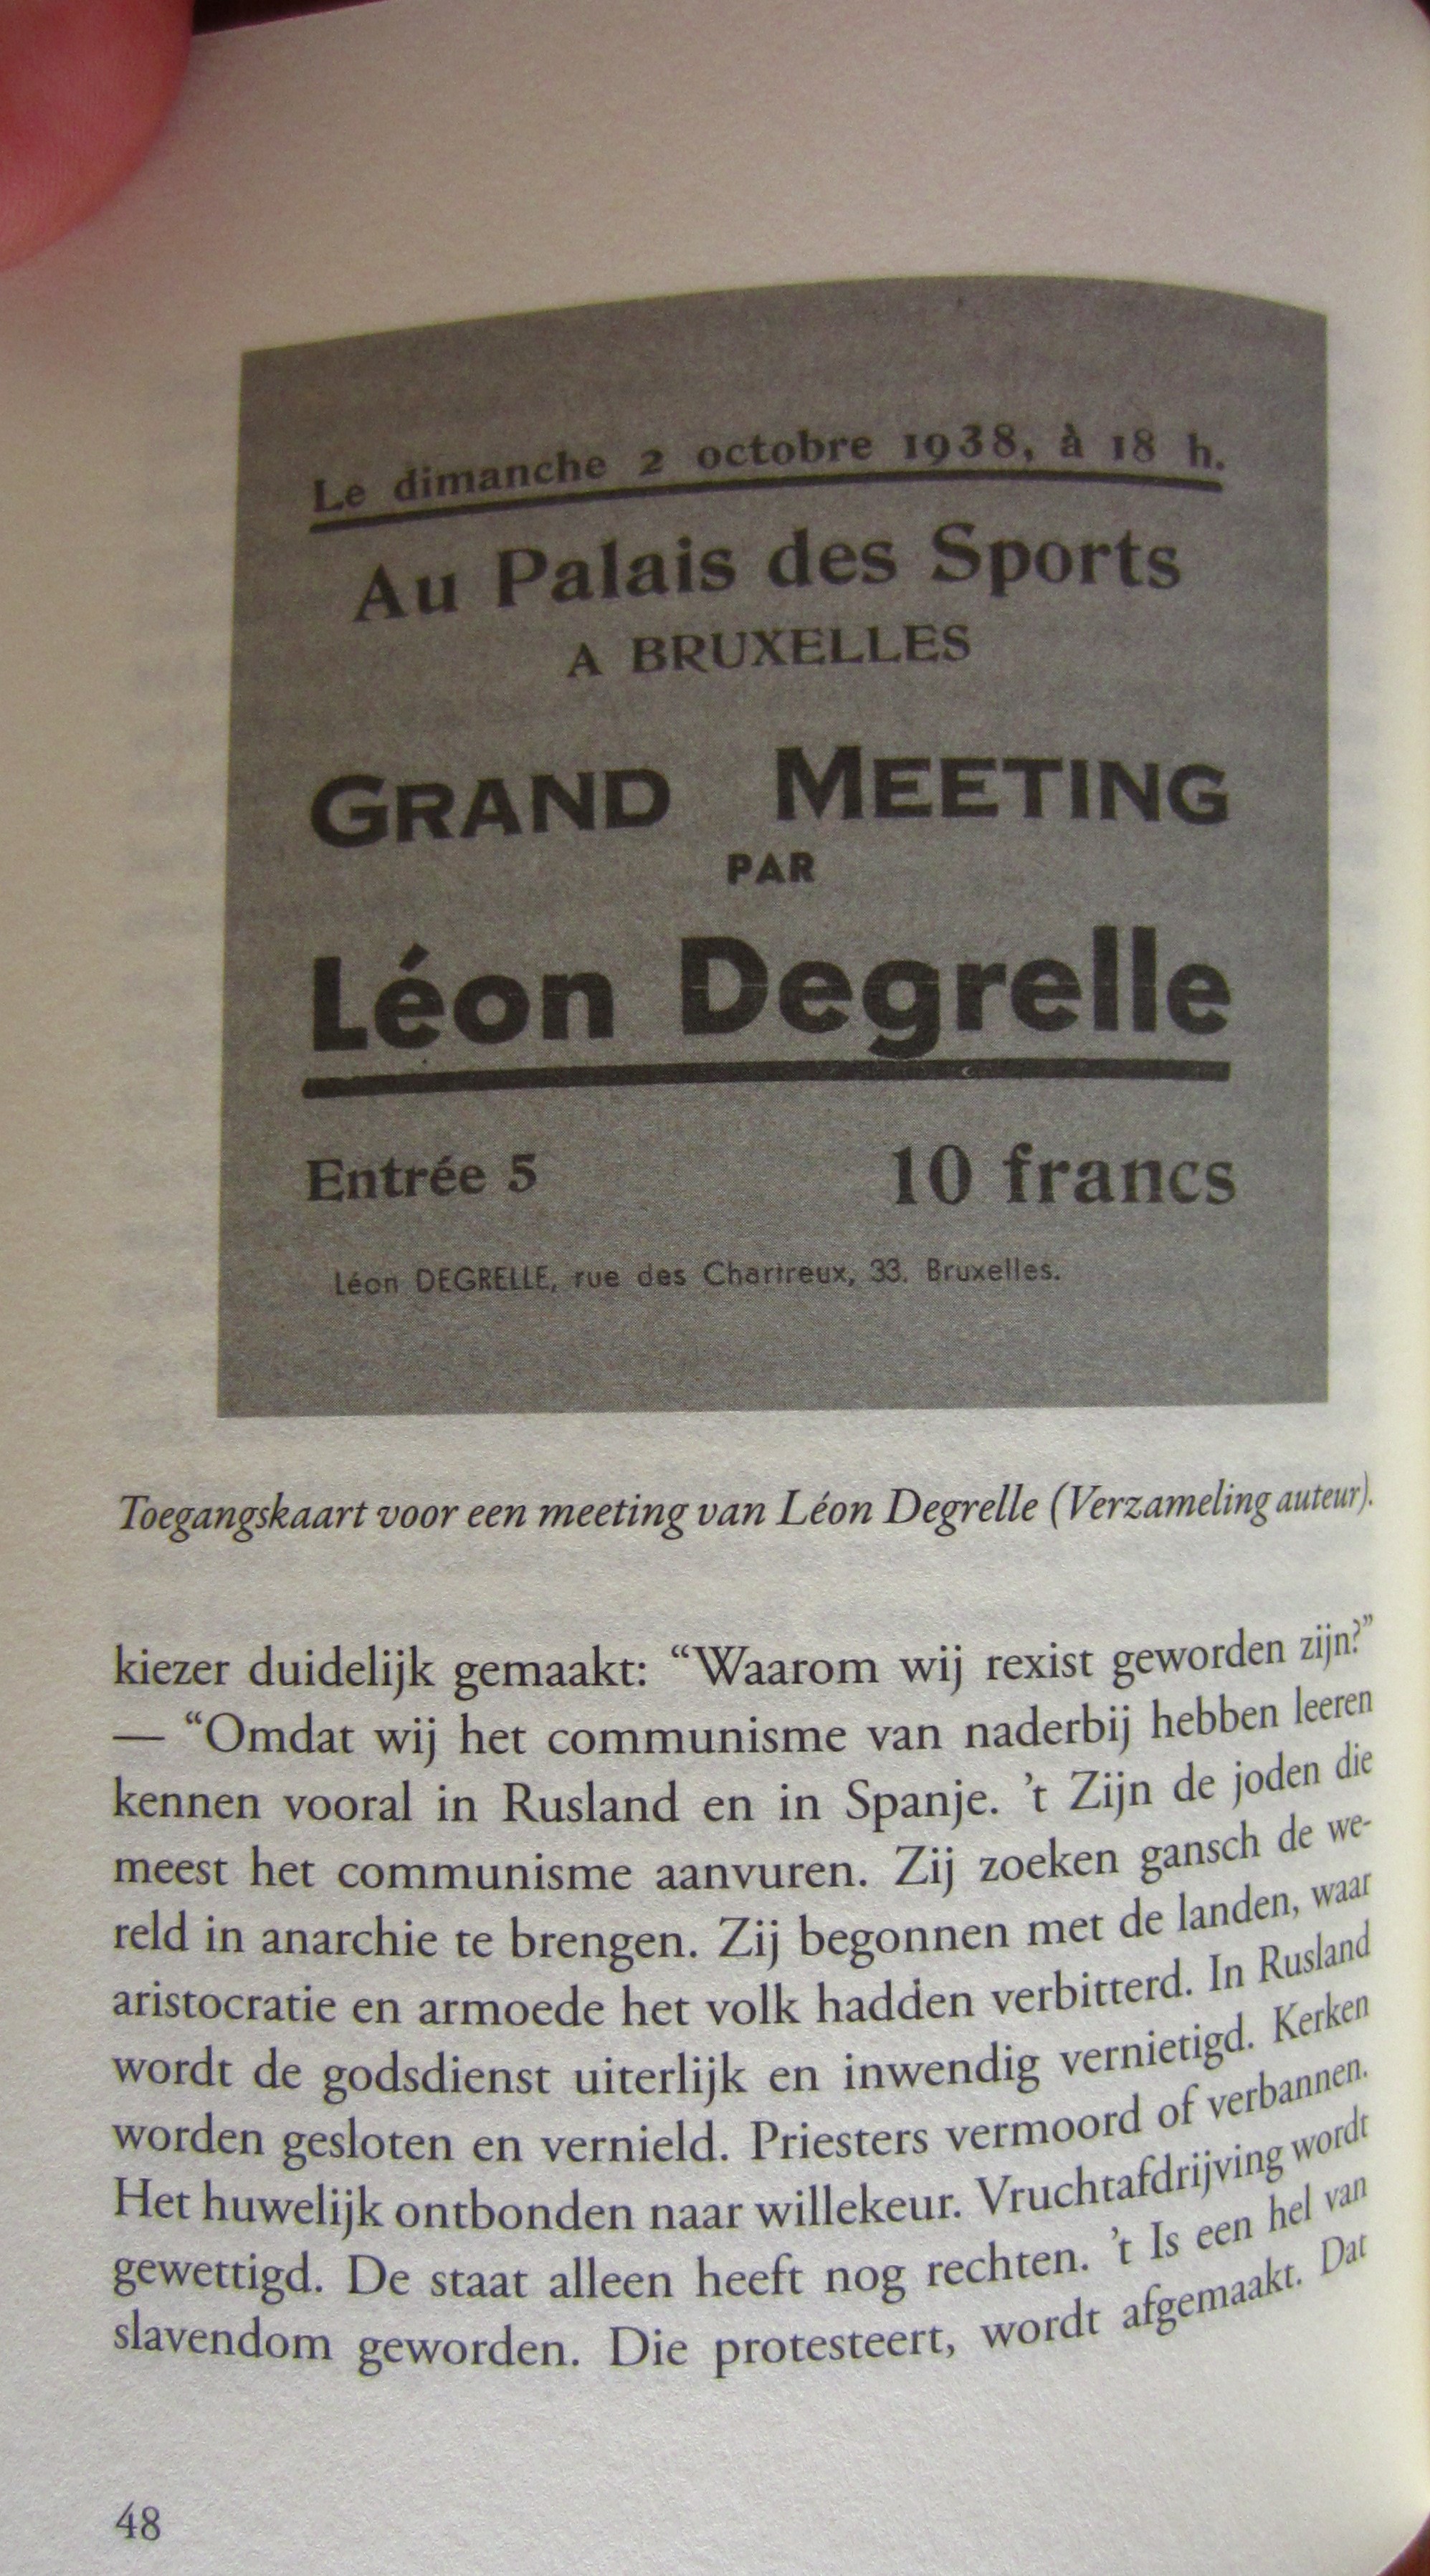 Le dimanche 2 octobre 1938, à 18 h.
Au Palais des Sports
A BRUXELLES
GRAND MEETING
PAR
Léon Degrelle
Entrée 5 10 francs
Léon DEGRELLE, rue des Chartreux, 33. Bruxelles.
Toegangskaart voor een meeting van Léon Degrelle (Verzameling auteur).
kiezer duidelijk gemaakt: “Waarom wij rexist geworden zijn?”
— “Omdat wij het communisme van naderbij hebben leeren
kennen vooral in Rusland en in Spanje. ’t Zijn de joden die
meest het communisme aanvuren. Zij zoeken gansch de we-
reld in anarchie te brengen. Zij begonnen met de landen, waar
aristocratie en armoede het volk hadden verbitterd. In Rusland
wordt de godsdienst uiterlijk en inwendig vernietigd. Kerken
worden gesloten en vernield. Priesters vermoord of verbannen.
Het huwelijk ontbonden naar willekeur. Vruchtafdrijving wordt
gewettigd. De staat alleen heeft nog rechten. ’t Is een hel van
slavendom geworden. Die protesteert, wordt afgemaakt. Dat
48